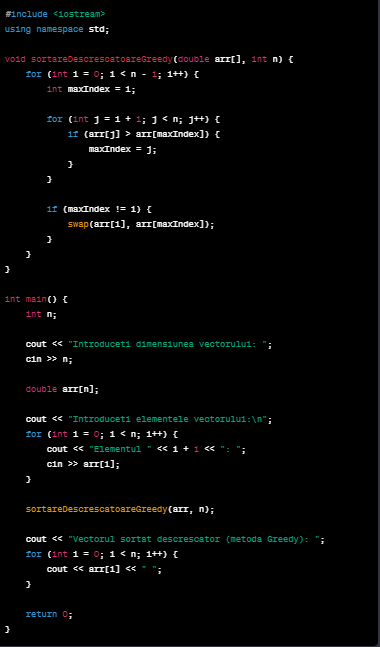 #include <iostream>
using namespace std;
void sortareDescrescatoareGreedy(double arr[], int n) {
for (int i = 0; i < n - 1; i++) {
int maxIndex = i;
for (int j = i + 1; j < n; j++) {
if (arr[j] > arr[maxIndex]) {
maxIndex = j;
}
}
if (maxIndex != i) {
swap(arr[i], arr[maxIndex]);
}
}
}
int main() {
int n;
cout << "Introduceti dimensiunea vectorului: ";
cin >> n;
double arr[n];
cout << "Introduceti elementele vectorului:\n";
for (int i = 0; i < n; i++) {
cout << "Elementul " << i + 1 << ": ";
cin >> arr[i];
}
sortareDescrescatoareGreedy(arr, n);
cout << "Vectorul sortat descrescator (metoda Greedy): ";
for (int i = 0; i < n; i++) {
cout << arr[i] << " ";
}
return 0;
}